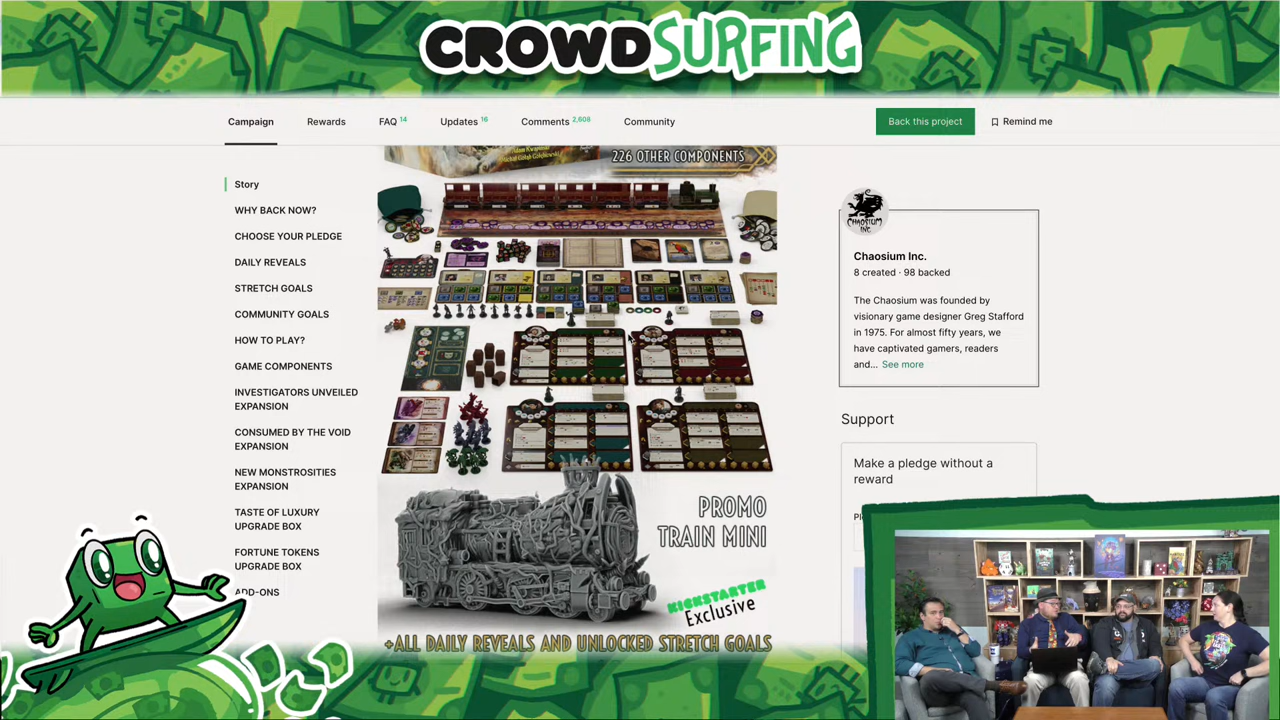 CROWDSURFING
Campaign
Rewards
FAQ 14
Updates 16
Comments 2,608
Community
Back this project
Remind me
226 OTHER COMPONENTS
Story
WHY BACK NOW?
CHOOSE YOUR PLEDGE
DAILY REVEALS
STRETCH GOALS
COMMUNITY GOALS
HOW TO PLAY?
GAME COMPONENTS
INVESTIGATORS UNVEILED
EXPANSION
CONSUMED BY THE VOID
EXPANSION
NEW MONSTROSITIES
EXPANSION
TASTE OF LUXURY
UPGRADE BOX
FORTUNE TOKENS
UPGRADE BOX
ADD-ONS
PROMO
TRAIN MINI
KICKSTARTER
Exclusive
+ALL DAILY REVEALS AND UNLOCKED STRETCH GOALS
CHAOSIUM
INC
Chaosium Inc.
8 created · 98 backed
The Chaosium was founded by
visionary game designer Greg Stafford
in 1975. For almost fifty years, we
have captivated gamers, readers
and... See more
Support
Make a pledge without a
reward